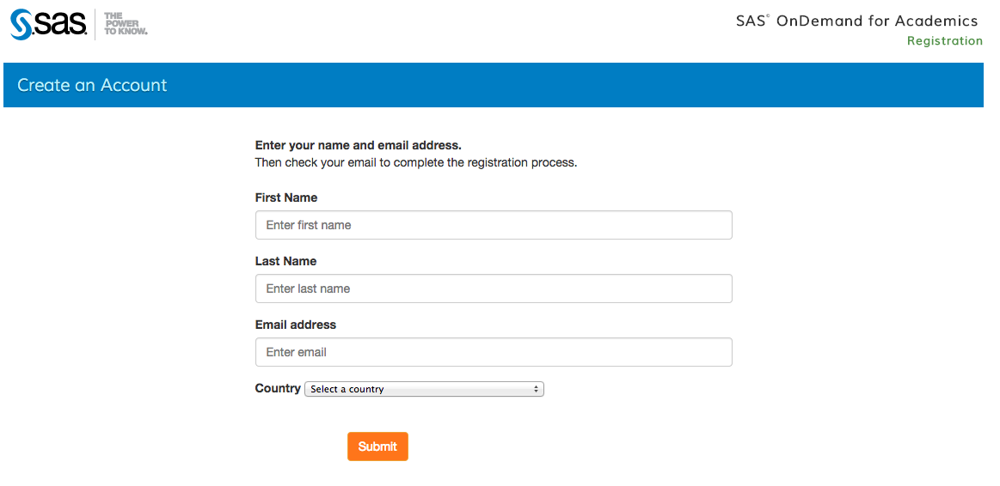 sas
THE
POWER
TO KNOW.
SAS© OnDemand for Academics
Registration
Create an Account
Enter your name and email address.
Then check your email to complete the registration process.
First Name
Enter first name
Last Name
Enter last name
Email address
Enter email
Country Select a country
Submit